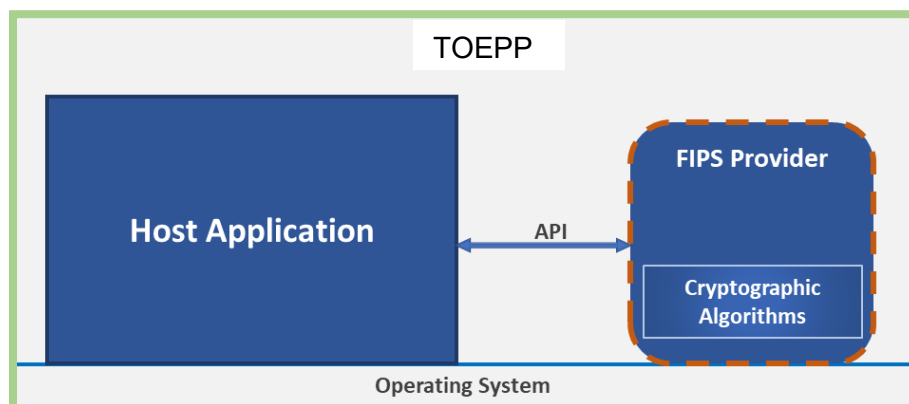 TOEPP
FIPS Provider
Host Application
API
Cryptographic
Algorithms
Operating System